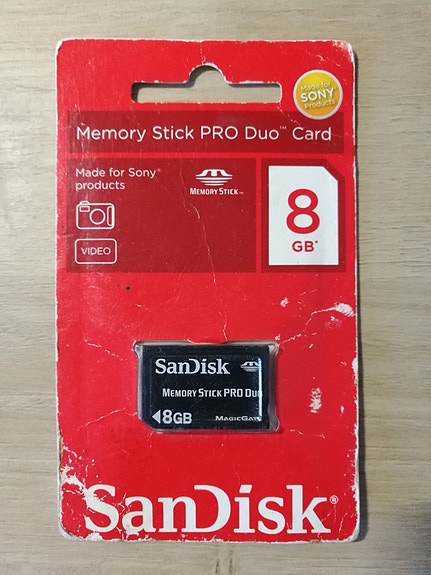 Made for
SONY
Products
Memory Stick PRO Duo™ Card
Made for Sony®
products
MEMORY STICK™
8
GB*
VIDEO
SanDisk
MEMORY STICK PRO DUO
8GB
MAGICGATE
SanDisk®